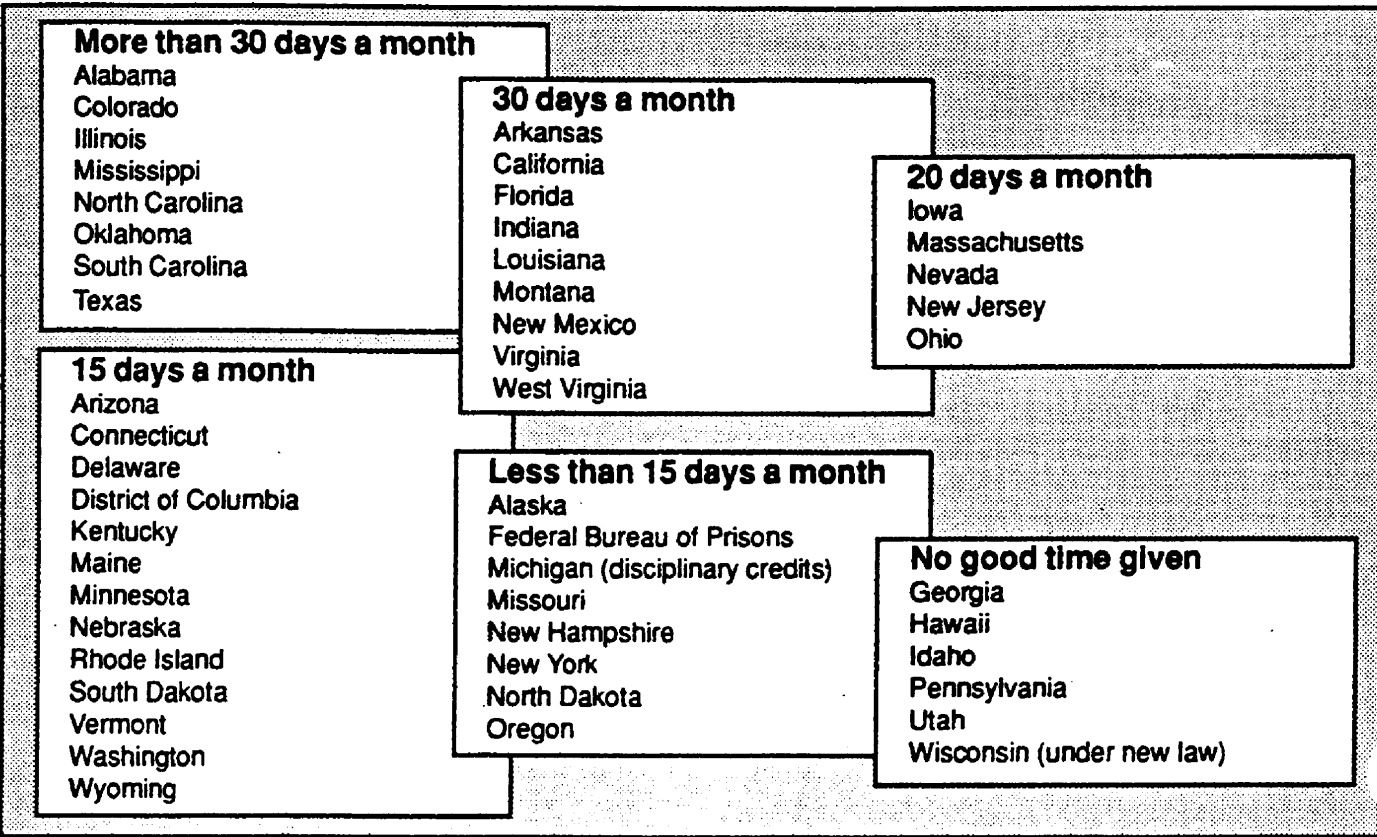 More than 30 days a month
Alabama
Colorado
Illinois
Mississippi
North Carolina
Oklahoma
South Carolina
Texas
30 days a month
Arkansas
California
Florida
Indiana
Louisiana
Montana
New Mexico
Virginia
West Virginia
20 days a month
Iowa
Massachusetts
Nevada
New Jersey
Ohio
15 days a month
Arizona
Connecticut
Delaware
District of Columbia
Kentucky
Maine
Minnesota
Nebraska
Rhode Island
South Dakota
Vermont
Washington
Wyoming
Less than 15 days a month
Alaska
Federal Bureau of Prisons
Michigan (disciplinary credits)
Missouri
New Hampshire
New York
North Dakota
Oregon
No good time given
Georgia
Hawaii
Idaho
Pennsylvania
Utah
Wisconsin (under new law)